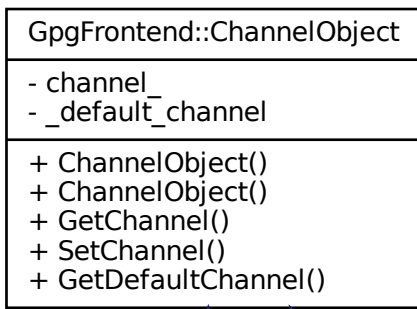 GpgFrontend::ChannelObject
- channel_
- _default_channel
+ ChannelObject()
+ ChannelObject()
+ GetChannel()
+ SetChannel()
+ GetDefaultChannel()